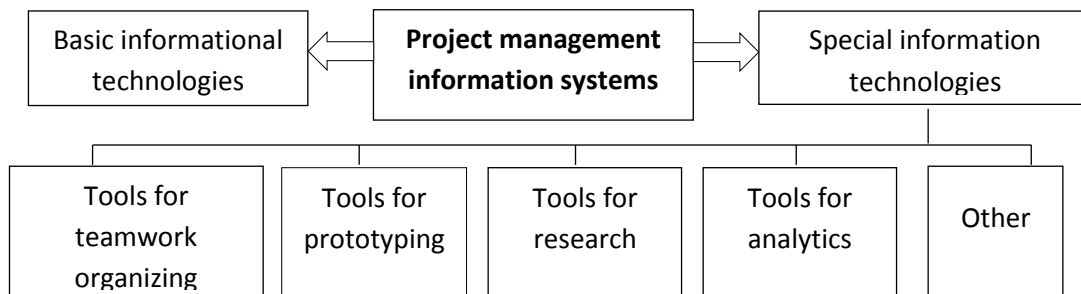 Basic informational
technologies
Project management
information systems
Special information
technologies
Tools for
teamwork
organizing
Tools for
prototyping
Tools for
research
Tools for
analytics
Other